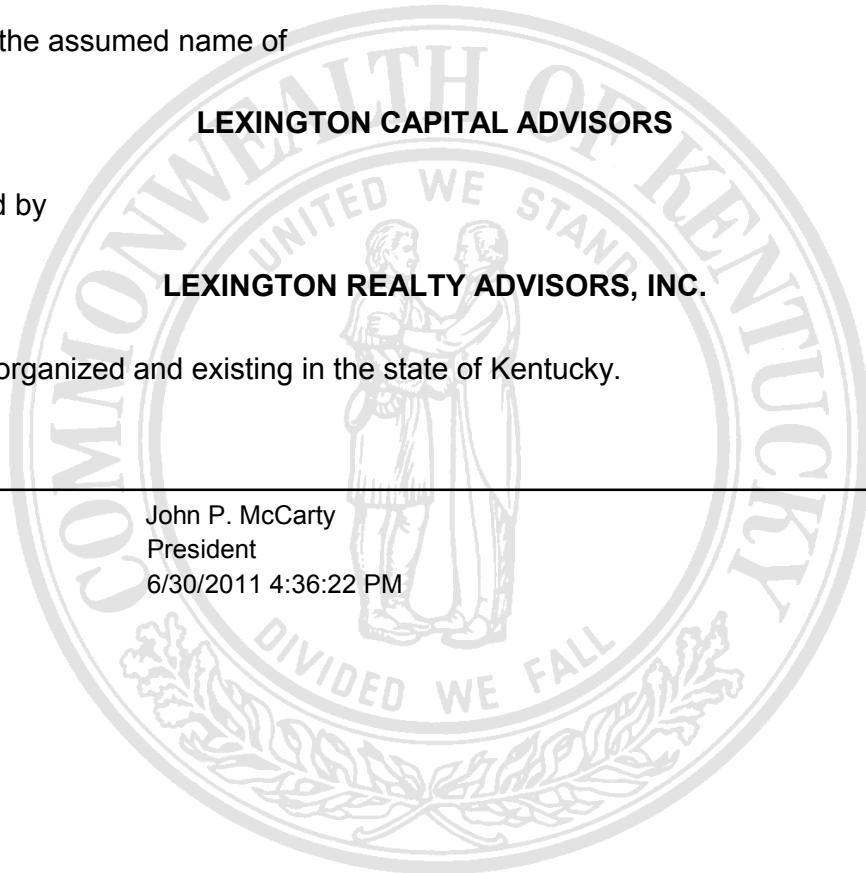 the assumed name of
LEXINGTON CAPITAL ADVISORS
d by
LEXINGTON REALTY ADVISORS, INC.
organized and existing in the state of Kentucky.
John P. McCarty
President
6/30/2011 4:36:22 PM
COMMONWEALTH OF KENTUCKY
UNITED WE STAND
DIVIDED WE FALL